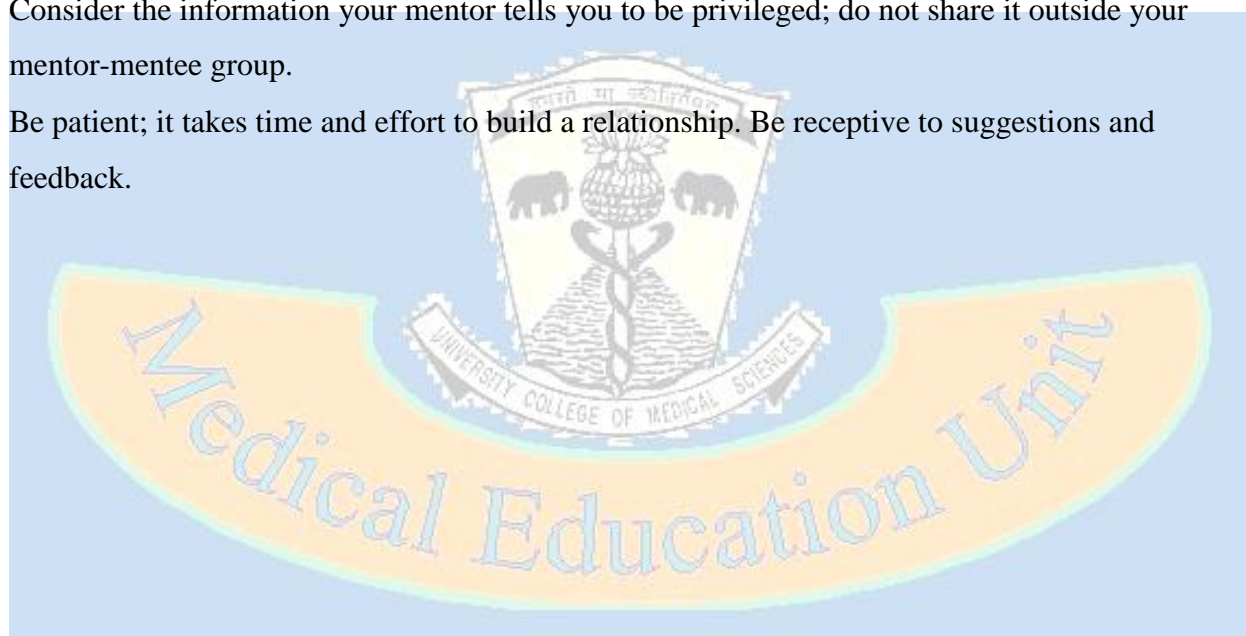 Consider the information your mentor tells you to be privileged; do not share it outside your
mentor-mentee group.
Be patient; it takes time and effort to build a relationship. Be receptive to suggestions and
feedback.
UNIVERSITY COLLEGE OF MEDICAL SCIENCES
Medical Education Unit